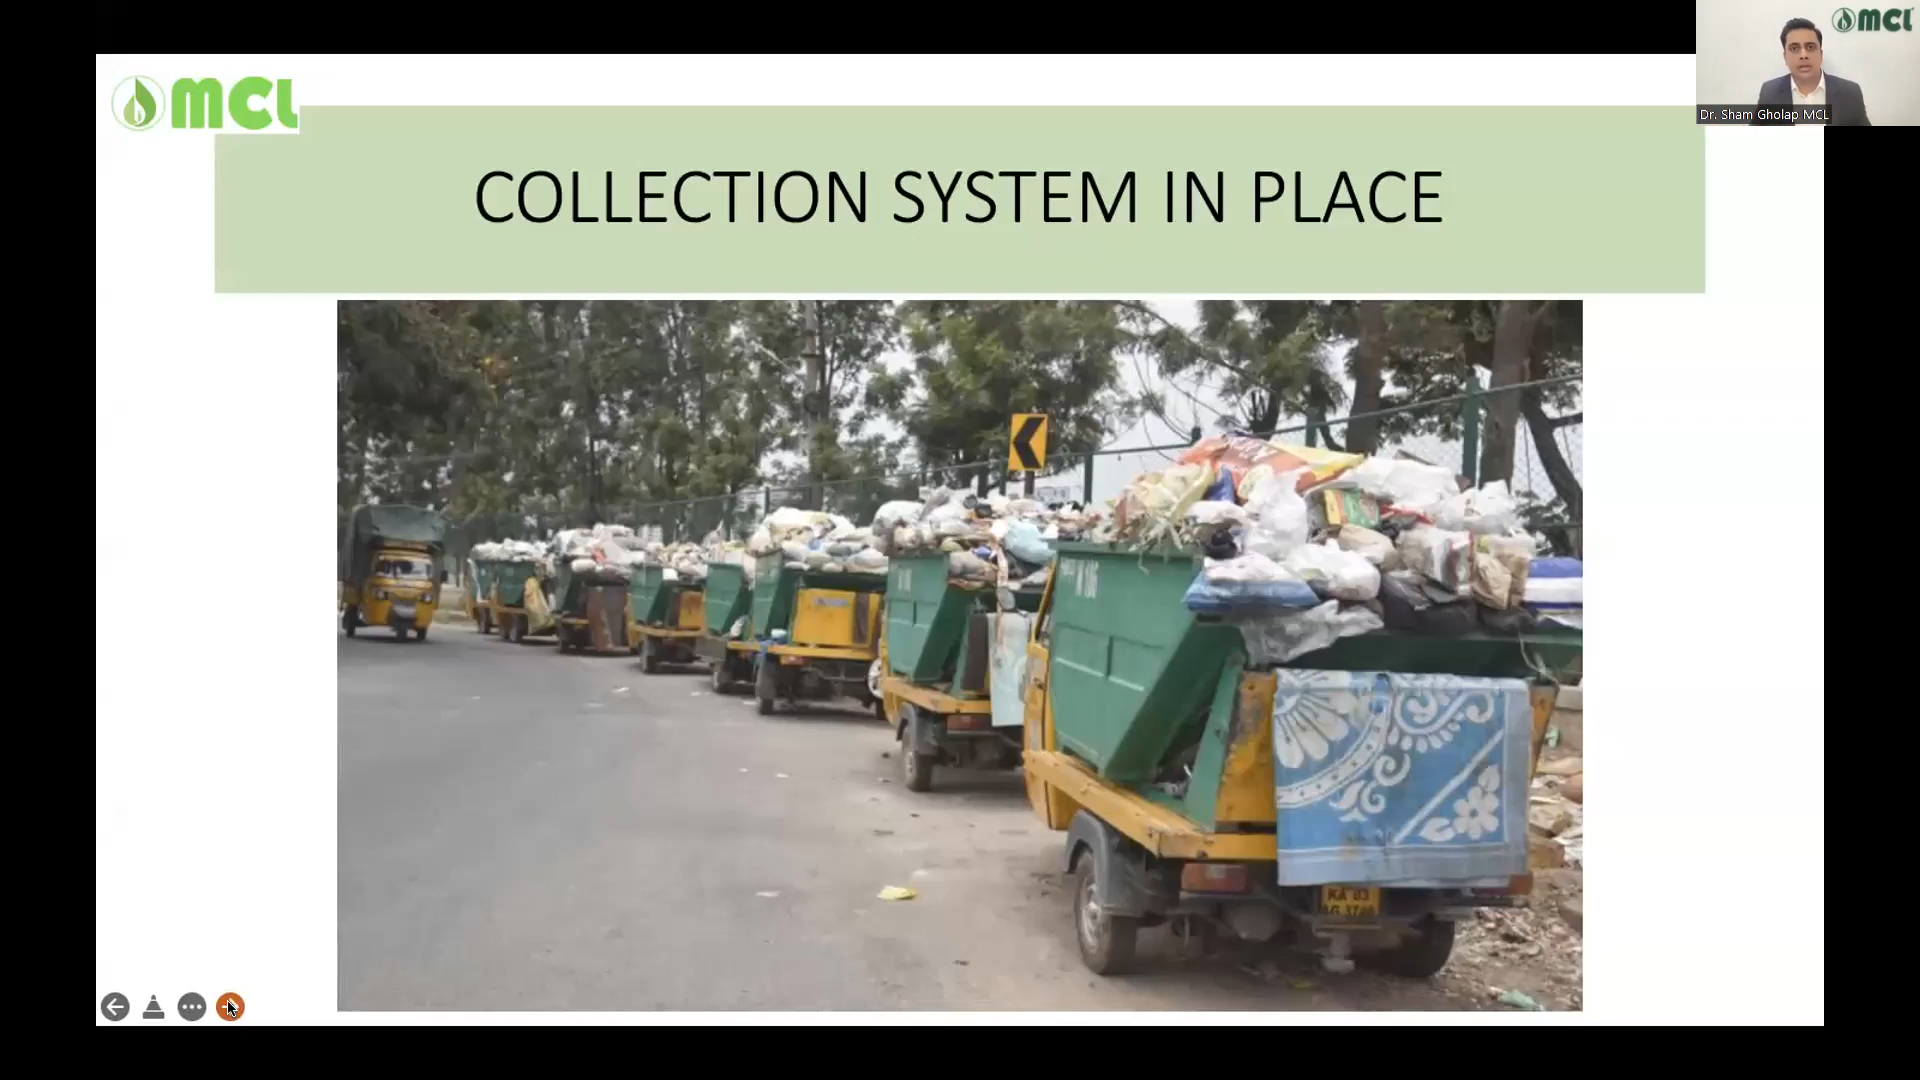 MCL
MCL
Dr. Sham Gholap MCL
COLLECTION SYSTEM IN PLACE
KA 03